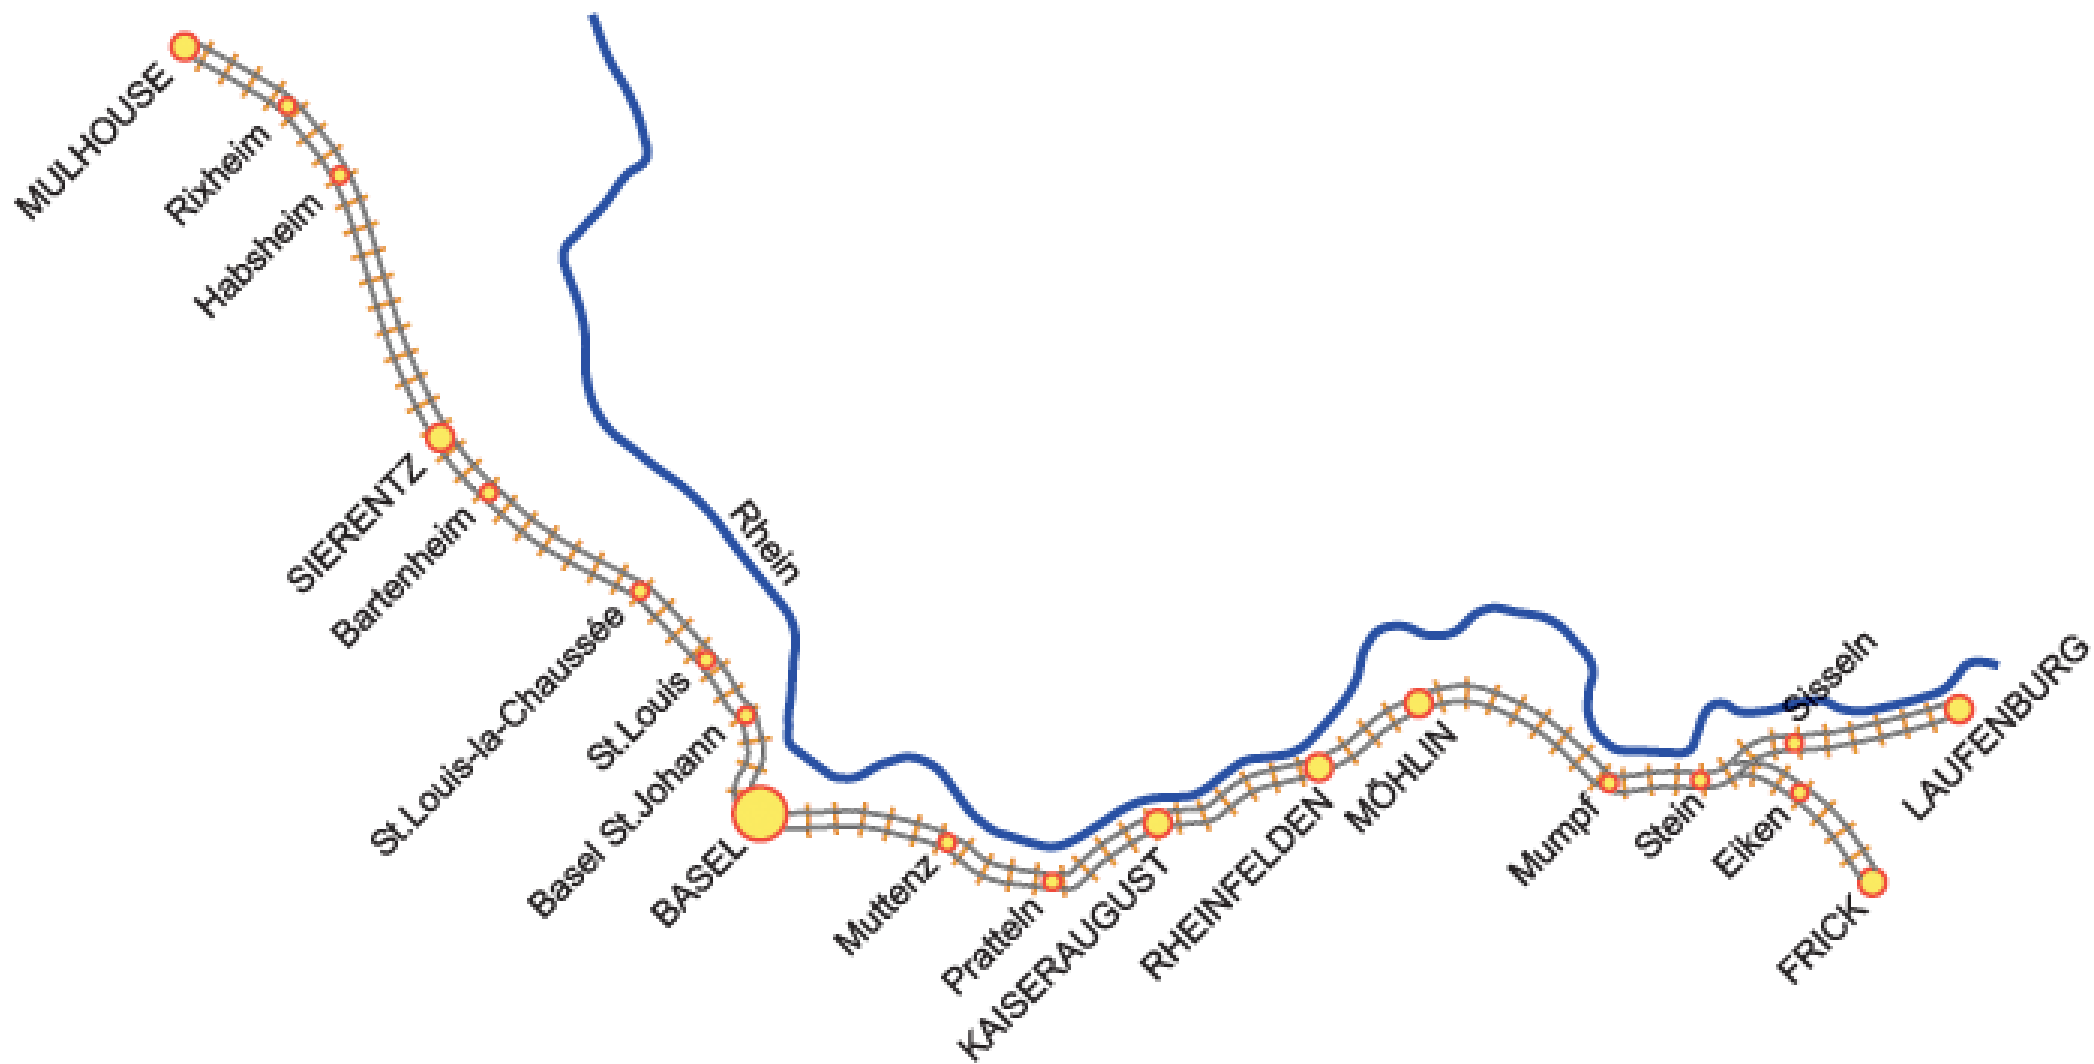 MULHOUSE
Rixheim
Habsheim
SIERENTZ
Bartenheim
St.Louis-la-Chaussée
St.Louis
Basel St.Johann
BASEL
Rhein
Muttenz
Pratteln
KAISERAUGUST
RHEINFELDEN
MÖHLIN
Mumpf
Stein
Sisseln
LAUFENBURG
Eiken
FRICK